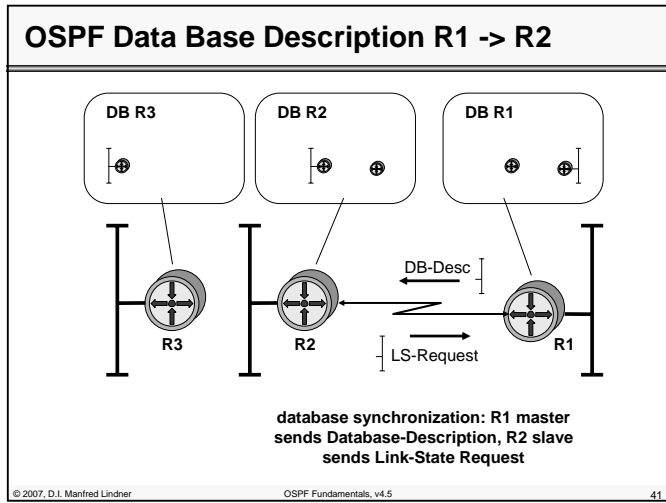 OSPF Data Base Description R1 -> R2
DB R3
DB R2
DB R1
DB-Desc
R3
R2
LS-Request
R1
database synchronization: R1 master
sends Database-Description, R2 slave
sends Link-State Request
© 2007, D.I. Manfred Lindner
OSPF Fundamentals, v4.5
41